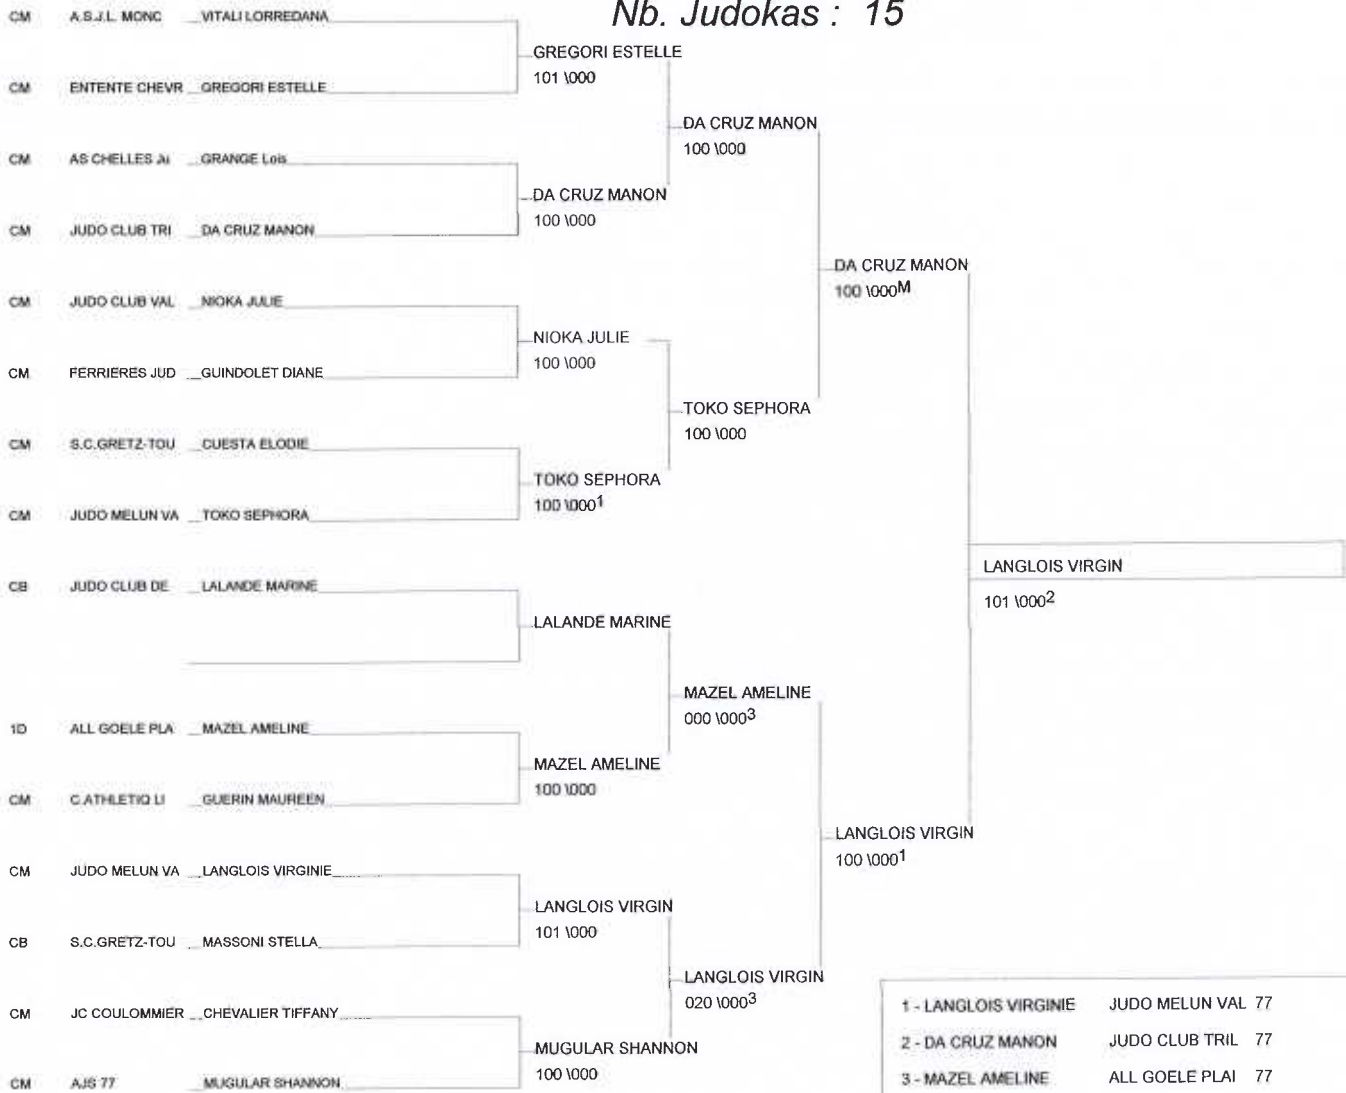 Nb. Judokas : 15
CM A.S.J.L. MONC VITALI LORREDANA
GREGORI ESTELLE
101 \000
CM ENTENTE CHEVR GREGORI ESTELLE
DA CRUZ MANON
100 \000
CM AS CHELLES Ju GRANGE Lois
DA CRUZ MANON
100 \000
CM JUDO CLUB TRI DA CRUZ MANON
DA CRUZ MANON
100 \000M
CM JUDO CLUB VAL NIOKA JULIE
NIOKA JULIE
100 \000
CM FERRIERES JUD GUINDOLET DIANE
TOKO SEPHORA
100 \000
CM S.C.GRETZ-TOU CUESTA ELODIE
TOKO SEPHORA
100 \0001
CM JUDO MELUN VA TOKO SEPHORA
LANGLOIS VIRGIN
101 \0002
CB JUDO CLUB DE LALANDE MARINE
LALANDE MARINE
MAZEL AMELINE
000 \0003
1D ALL GOELE PLA MAZEL AMELINE
MAZEL AMELINE
100 \000
CM C.ATHLETIQ LI GUERIN MAUREEN
LANGLOIS VIRGIN
100 \0001
CM JUDO MELUN VA LANGLOIS VIRGINIE
LANGLOIS VIRGIN
101 \000
CB S.C.GRETZ-TOU MASSONI STELLA
LANGLOIS VIRGIN
020 \0003
CM JC COULOMMIER CHEVALIER TIFFANY
MUGULAR SHANNON
100 \000
CM AJS 77 MUGULAR SHANNON
1 - LANGLOIS VIRGINIE JUDO MELUN VAL 77
2 - DA CRUZ MANON JUDO CLUB TRIL 77
3 - MAZEL AMELINE ALL GOELE PLAI 77